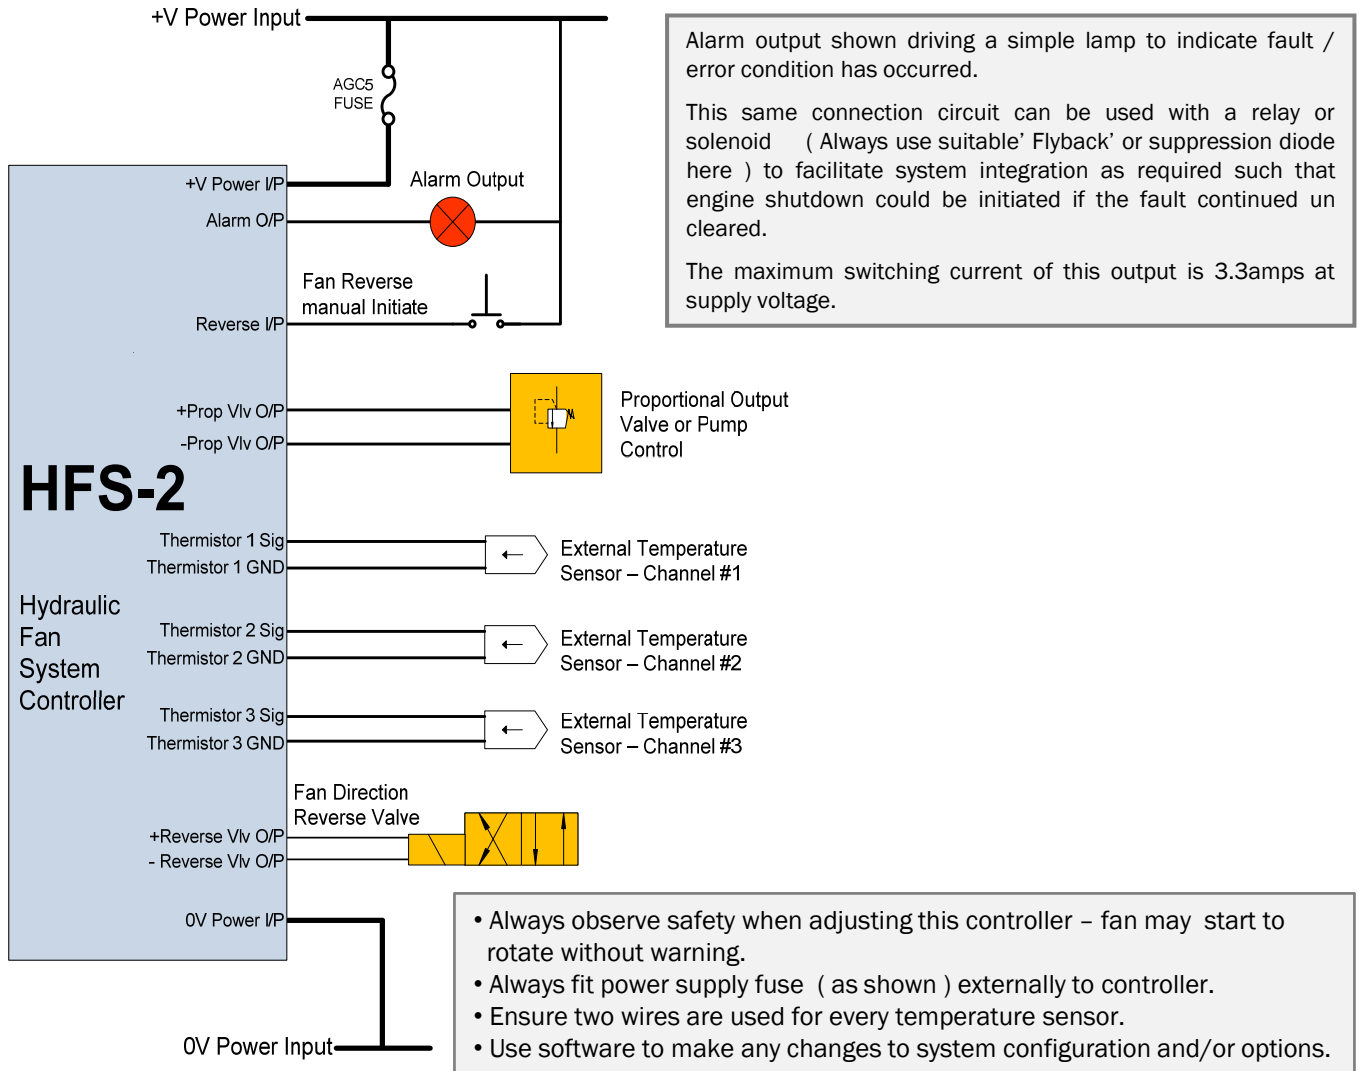 +V Power Input
Alarm output shown driving a simple lamp to indicate fault /
error condition has occurred.
This same connection circuit can be used with a relay or
solenoid ( Always use suitable’ Flyback’ or suppression diode
here ) to facilitate system integration as required such that
engine shutdown could be initiated if the fault continued un
cleared.
The maximum switching current of this output is 3.3amps at
supply voltage.
AGC5
FUSE
+V Power I/P
Alarm Output
Alarm O/P
Fan Reverse
manual Initiate
Reverse I/P
+Prop Vlv O/P
-Prop Vlv O/P
Proportional Output
Valve or Pump
Control
HFS-2
Thermistor 1 Sig
Thermistor 1 GND
External Temperature
Sensor – Channel #1
Hydraulic
Fan
System
Controller
Thermistor 2 Sig
Thermistor 2 GND
External Temperature
Sensor – Channel #2
Thermistor 3 Sig
Thermistor 3 GND
External Temperature
Sensor – Channel #3
Fan Direction
Reverse Valve
+Reverse Vlv O/P
- Reverse Vlv O/P
0V Power I/P
0V Power Input
• Always observe safety when adjusting this controller – fan may start to
rotate without warning.
• Always fit power supply fuse ( as shown ) externally to controller.
• Ensure two wires are used for every temperature sensor.
• Use software to make any changes to system configuration and/or options.